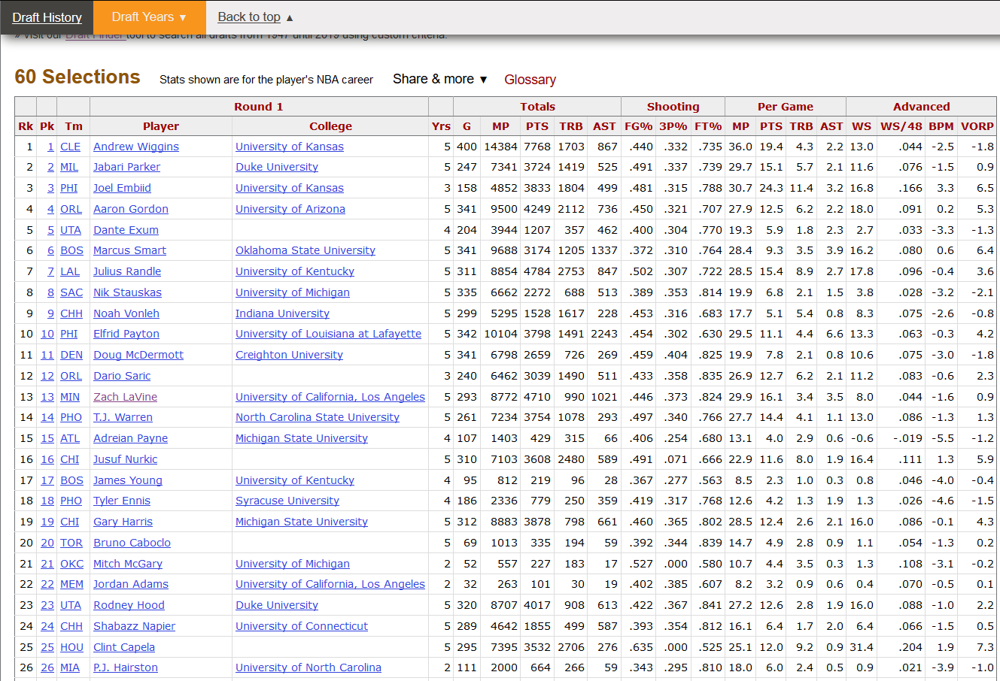 Draft History Draft Years ▼ Back to top ▲
» Visit our Draft Finder tool to search all drafts from 1947 until 2019 using custom criteria.
60 Selections Stats shown are for the player's NBA career Share & more ▼ Glossary
Round 1 Totals Shooting Per Game Advanced
Rk Pk Tm Player College Yrs G MP PTS TRB AST FG% 3P% FT% MP PTS TRB AST WS WS/48 BPM VORP
1 1 CLE Andrew Wiggins University of Kansas 5 400 14384 7768 1703 867 .440 .332 .735 36.0 19.4 4.3 2.2 13.0 .044 -2.5 -1.8
2 2 MIL Jabari Parker Duke University 5 247 7341 3724 1419 525 .491 .337 .739 29.7 15.1 5.7 2.1 11.6 .076 -1.5 0.9
3 3 PHI Joel Embiid University of Kansas 3 158 4852 3833 1804 499 .481 .315 .788 30.7 24.3 11.4 3.2 16.8 .166 3.3 6.5
4 4 ORL Aaron Gordon University of Arizona 5 341 9500 4249 2112 736 .450 .321 .707 27.9 12.5 6.2 2.2 18.0 .091 0.2 5.3
5 5 UTA Dante Exum 4 204 3944 1207 357 462 .400 .304 .770 19.3 5.9 1.8 2.3 2.7 .033 -3.3 -1.3
6 6 BOS Marcus Smart Oklahoma State University 5 341 9688 3174 1205 1337 .372 .310 .764 28.4 9.3 3.5 3.9 16.2 .080 0.6 6.4
7 7 LAL Julius Randle University of Kentucky 5 311 8854 4784 2753 847 .502 .307 .722 28.5 15.4 8.9 2.7 17.8 .096 -0.4 3.6
8 8 SAC Nik Stauskas University of Michigan 5 335 6662 2272 688 513 .389 .353 .814 19.9 6.8 2.1 1.5 3.8 .028 -3.2 -2.1
9 9 CHH Noah Vonleh Indiana University 5 299 5295 1528 1617 228 .453 .316 .683 17.7 5.1 5.4 0.8 8.3 .075 -2.6 -0.8
10 10 PHI Elfrid Payton University of Louisiana at Lafayette 5 342 10104 3798 1491 2243 .454 .302 .630 29.5 11.1 4.4 6.6 13.3 .063 -0.3 4.2
11 11 DEN Doug McDermott Creighton University 5 341 6798 2659 726 269 .459 .404 .825 19.9 7.8 2.1 0.8 10.6 .075 -3.0 -1.8
12 12 ORL Dario Saric 3 240 6462 3039 1490 511 .433 .358 .835 26.9 12.7 6.2 2.1 11.2 .083 -0.6 2.3
13 13 MIN Zach LaVine University of California, Los Angeles 5 293 8772 4710 990 1021 .446 .373 .824 29.9 16.1 3.4 3.5 8.0 .044 -1.6 0.9
14 14 PHO T.J. Warren North Carolina State University 5 261 7234 3754 1078 293 .497 .340 .766 27.7 14.4 4.1 1.1 13.0 .086 -1.3 1.3
15 15 ATL Adreian Payne Michigan State University 4 107 1403 429 315 66 .406 .254 .680 13.1 4.0 2.9 0.6 -0.6 -.019 -5.5 -1.2
16 16 CHI Jusuf Nurkic 5 310 7103 3608 2480 589 .491 .071 .666 22.9 11.6 8.0 1.9 16.4 .111 1.3 5.9
17 17 BOS James Young University of Kentucky 4 95 812 219 96 28 .367 .277 .563 8.5 2.3 1.0 0.3 0.8 .046 -4.0 -0.4
18 18 PHO Tyler Ennis Syracuse University 4 186 2336 779 250 359 .419 .317 .768 12.6 4.2 1.3 1.9 1.3 .026 -4.6 -1.5
19 19 CHI Gary Harris Michigan State University 5 312 8883 3878 798 661 .460 .365 .802 28.5 12.4 2.6 2.1 16.0 .086 -0.1 4.3
20 20 TOR Bruno Caboclo 5 69 1013 335 194 59 .392 .344 .839 14.7 4.9 2.8 0.9 1.1 .054 -1.3 0.2
21 21 OKC Mitch McGary University of Michigan 2 52 557 227 183 17 .527 .000 .580 10.7 4.4 3.5 0.3 1.3 .108 -3.1 -0.2
22 22 MEM Jordan Adams University of California, Los Angeles 2 32 263 101 30 19 .402 .385 .607 8.2 3.2 0.9 0.6 0.4 .070 -0.5 0.1
23 23 UTA Rodney Hood Duke University 5 320 8707 4017 908 613 .422 .367 .841 27.2 12.6 2.8 1.9 16.0 .088 -1.0 2.2
24 24 CHH Shabazz Napier University of Connecticut 5 289 4642 1855 499 587 .393 .354 .812 16.1 6.4 1.7 2.0 6.4 .066 -1.5 0.5
25 25 HOU Clint Capela 5 295 7395 3532 2706 276 .635 .000 .525 25.1 12.0 9.2 0.9 31.4 .204 1.9 7.3
26 26 MIA P.J. Hairston University of North Carolina 2 111 2000 664 266 59 .343 .295 .810 18.0 6.0 2.4 0.5 0.9 .021 -3.9 -1.0